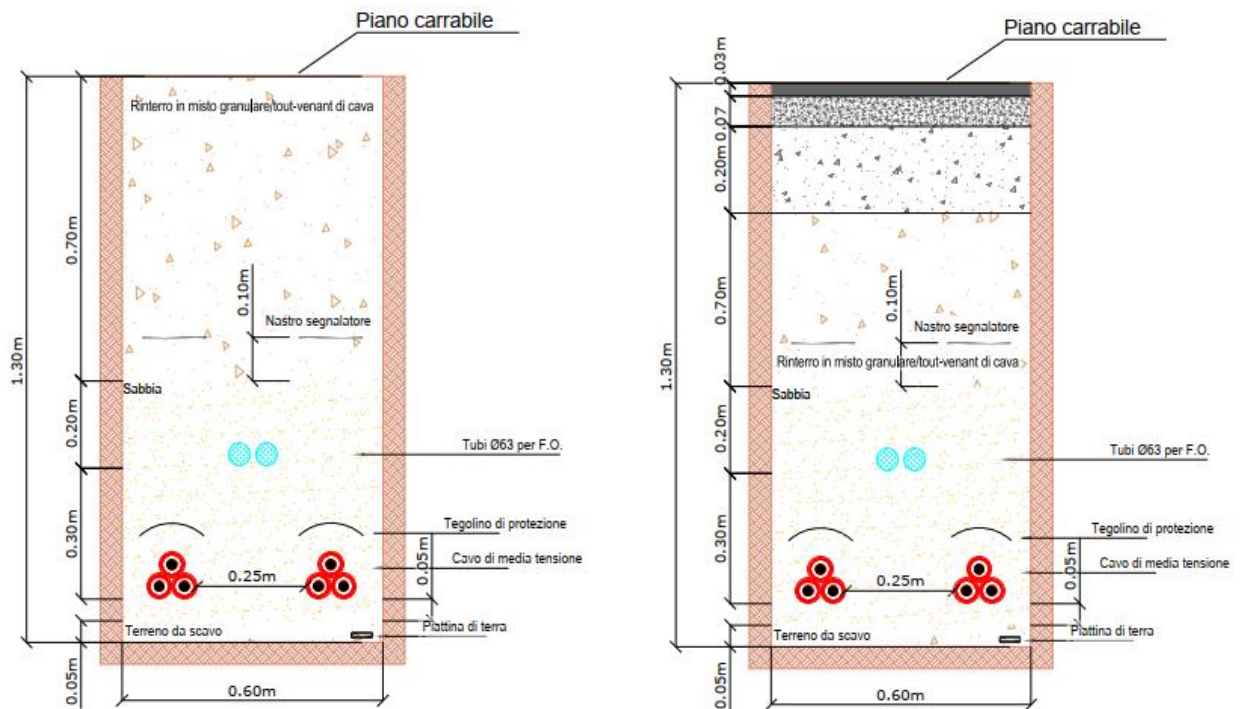 Piano carrabile
Rinterro in misto granulare/tout-venant di cava
0.70m
0.10m
Nastro segnalatore
1.30m
Sabbia
0.20m
Tubi Ø63 per F.O.
0.30m
Tegolino di protezione
Cavo di media tensione
0.25m
0.05m
Terreno da scavo
Piattina di terra
0.05m
0.60m
Piano carrabile
0.03m
0.07
0.20m
0.70m
0.10m
Nastro segnalatore
1.30m
Rinterro in misto granulare/tout-venant di cava
Sabbia
0.20m
Tubi Ø63 per F.O.
0.30m
Tegolino di protezione
Cavo di media tensione
0.25m
0.05m
Terreno da scavo
Piattina di terra
0.05m
0.60m